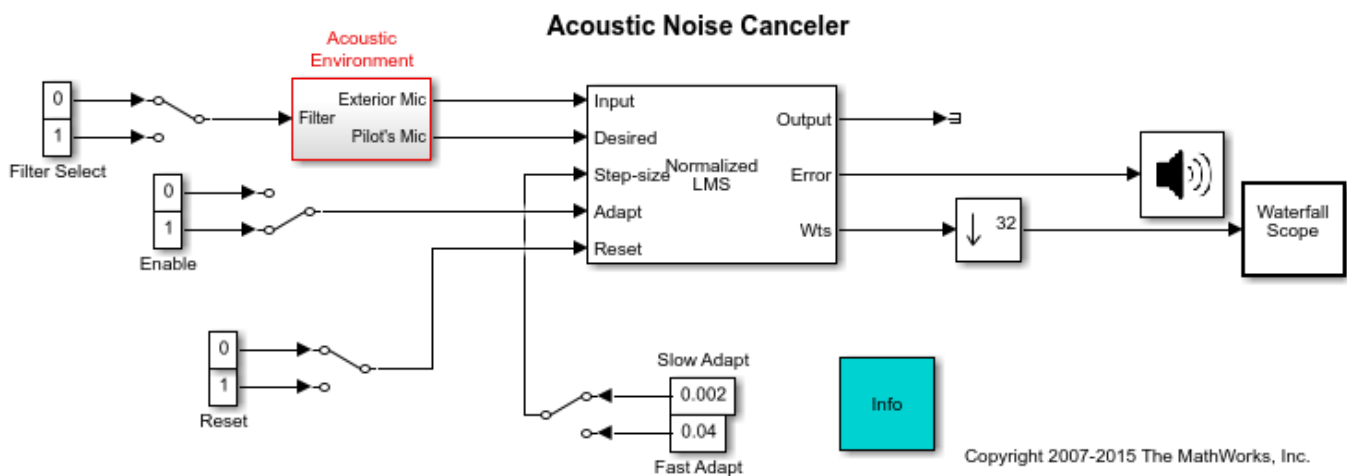 Acoustic Noise Canceler
Acoustic
Environment
0
1
Filter Select
Filter
Exterior Mic
Pilot's Mic
0
1
Enable
0
1
Reset
Input
Desired
Step-size
Adapt
Reset
Normalized
LMS
Output
Error
Wts
32
Waterfall
Scope
Slow Adapt
0.002
0.04
Fast Adapt
Info
Copyright 2007-2015 The MathWorks, Inc.